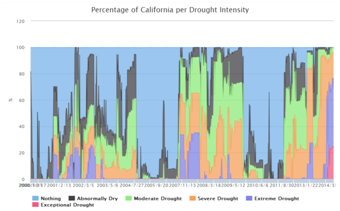 Percentage of California per Drought Intensity
120
100
80
60
40
20
0
%
Nothing Abnormally Dry Moderate Drought Severe Drought Extreme Drought
Exceptional Drought